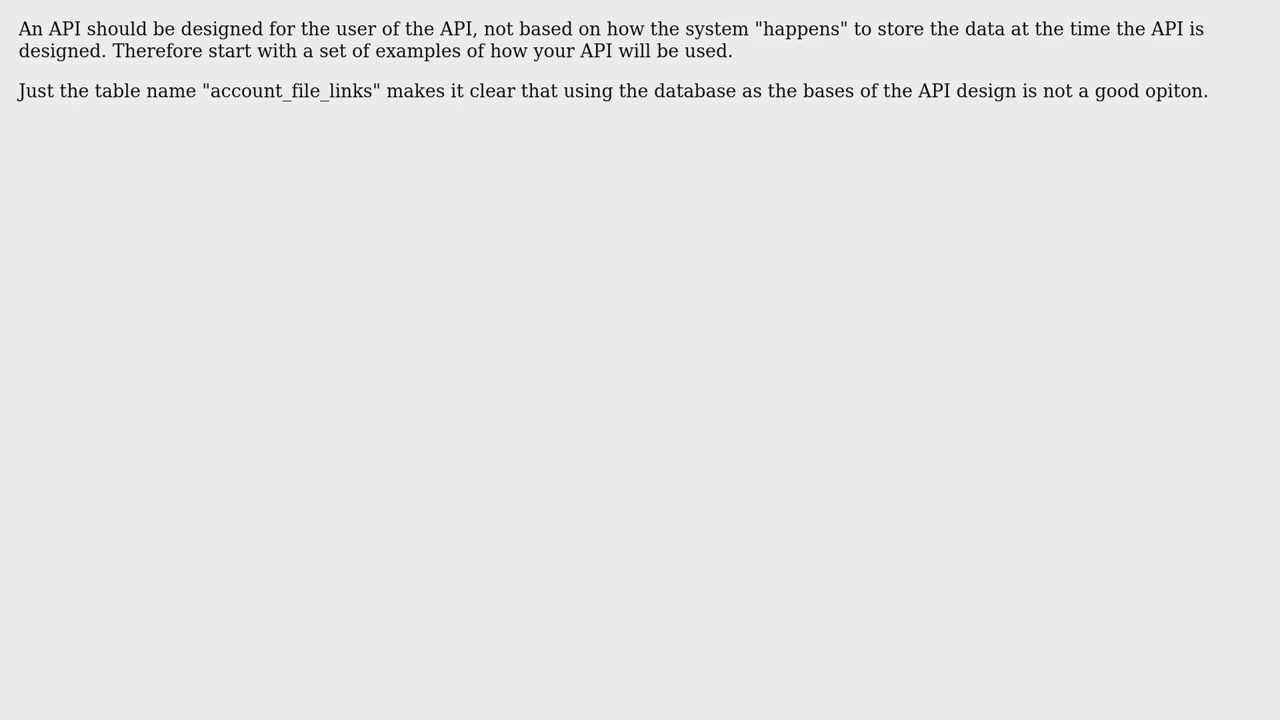 An API should be designed for the user of the API, not based on how the system "happens" to store the data at the time the API is
designed. Therefore start with a set of examples of how your API will be used.
Just the table name "account_file_links" makes it clear that using the database as the bases of the API design is not a good opiton.